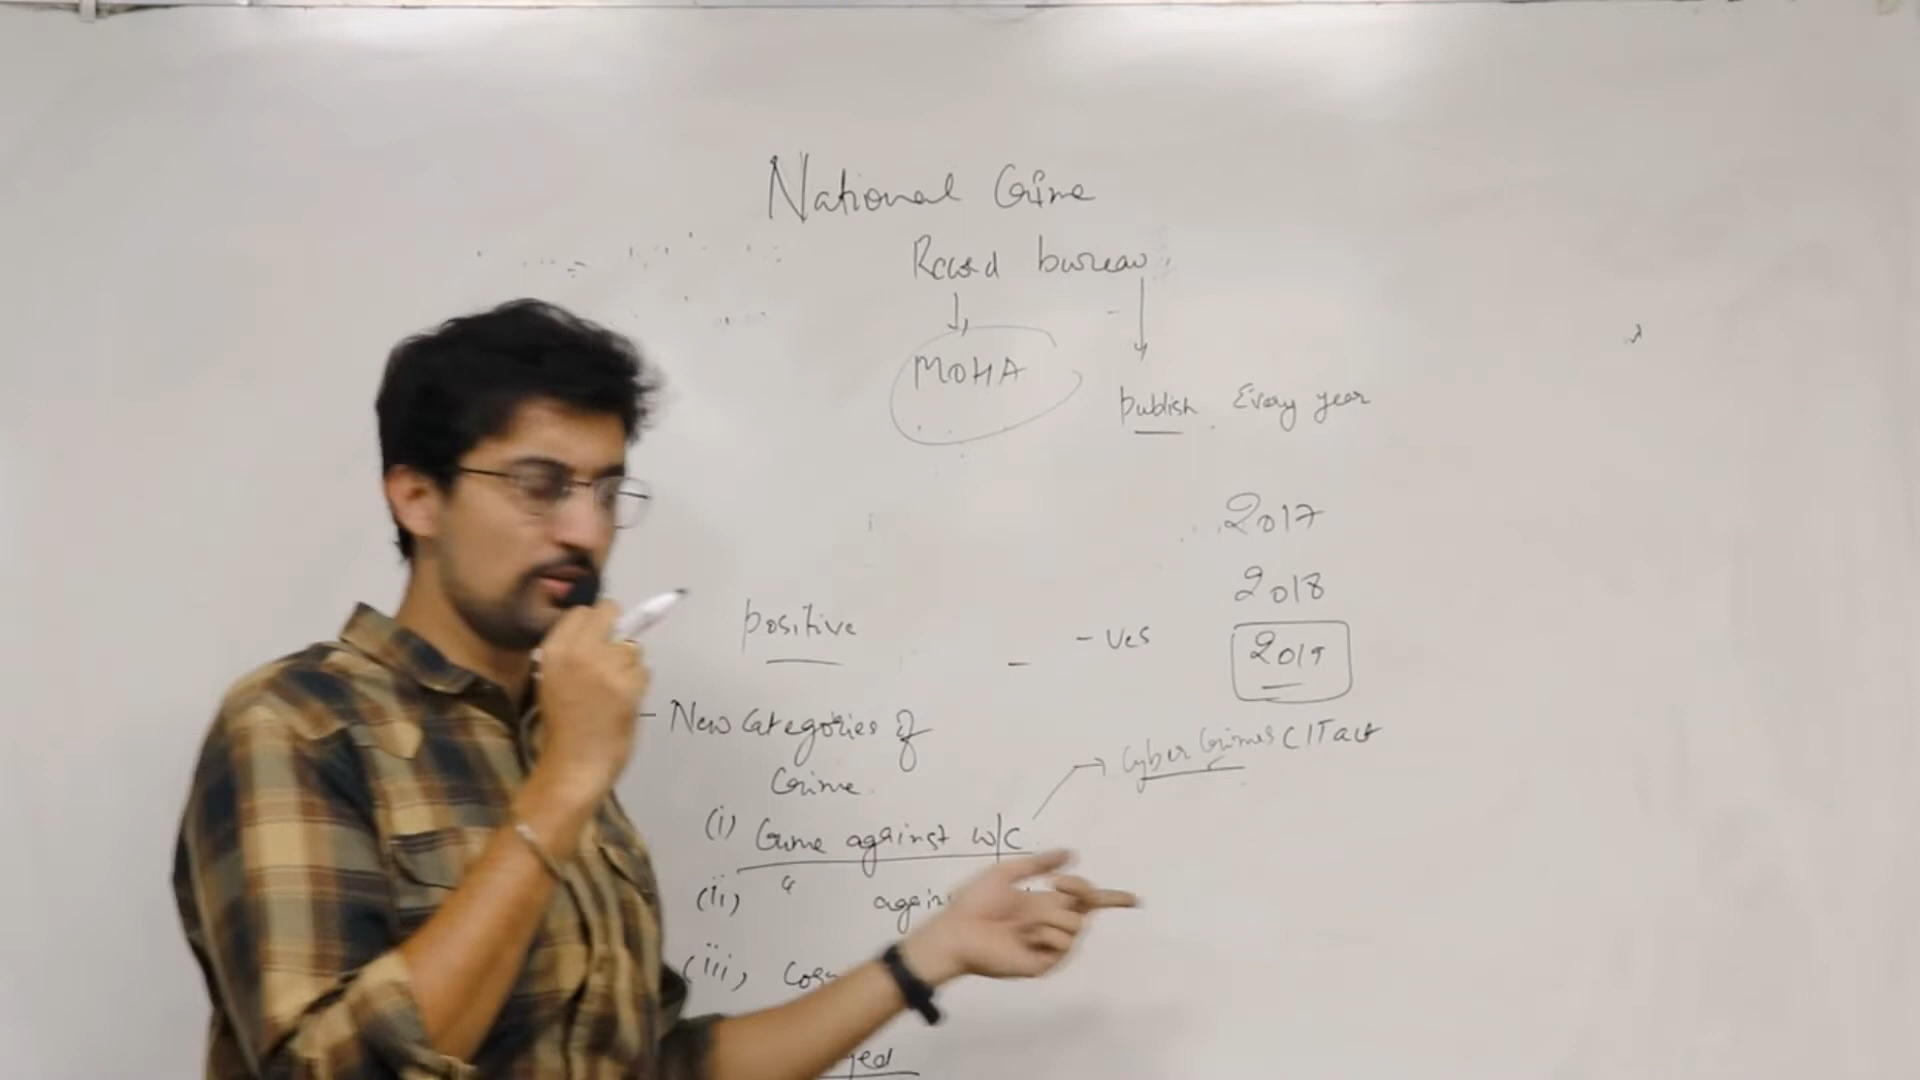 National Crime
Record bureau
MOHA
publish Every year
2017
2018
2019
positive
- ves
- New Categories of
Crime
Cyber Crimes (IT act
(i) Crime against w/c
(ii) "
(iii)